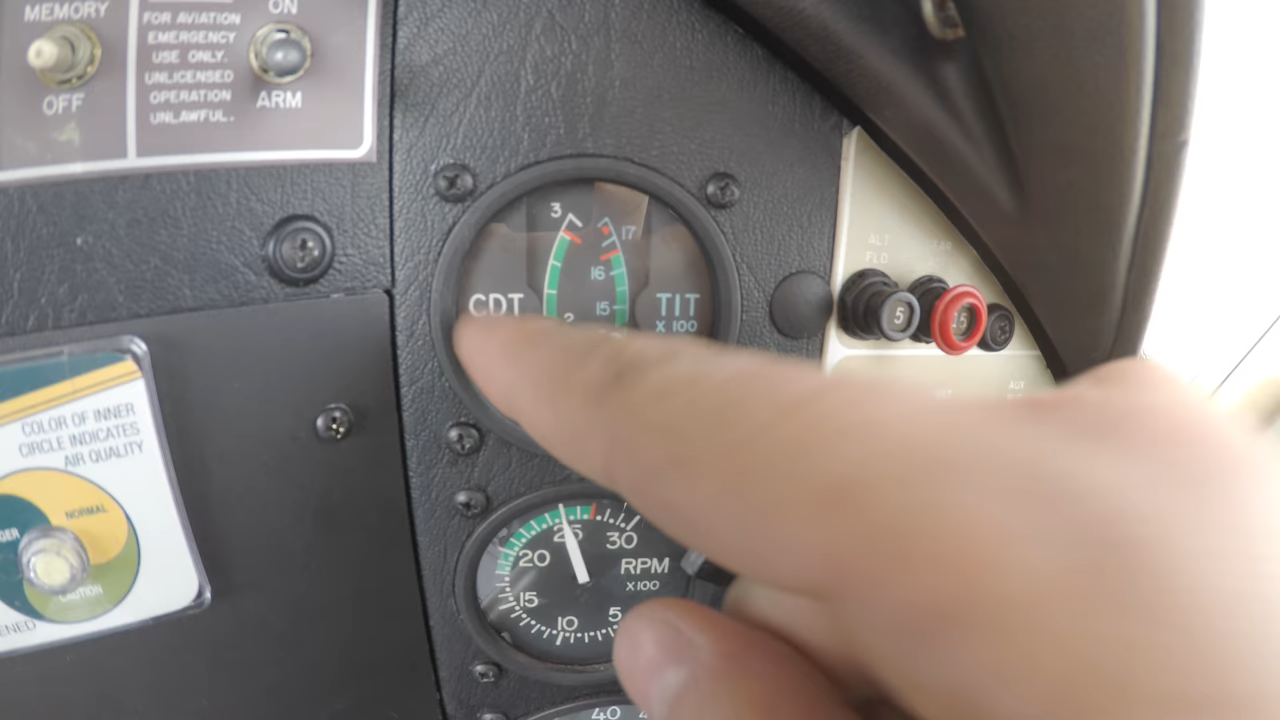 MEMORY
OFF
FOR AVIATION
EMERGENCY
USE ONLY.
UNLICENSED
OPERATION
UNLAWFUL.
ON
ARM
3
17
16
15
CDT
2
TIT
X 100
ALT
FLD
5
15
COLOR OF INNER
CIRCLE INDICATES
AIR QUALITY
NORMAL
CAUTION
25
30
20
RPM
X100
15
10
5
40